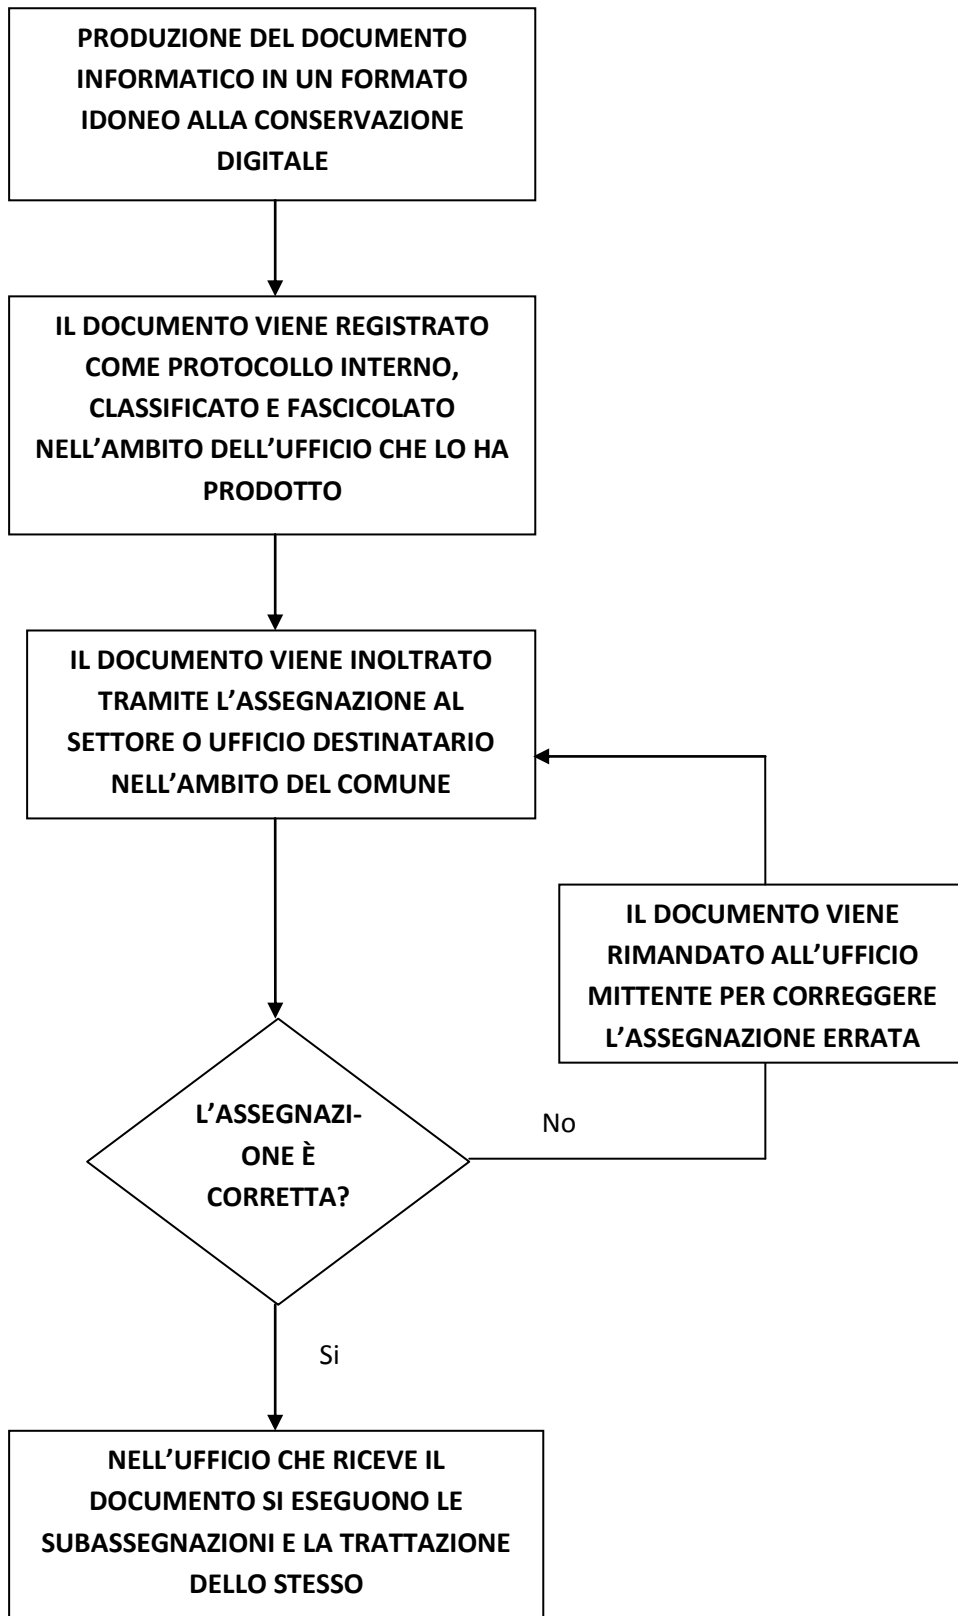 PRODUZIONE DEL DOCUMENTO
INFORMATICO IN UN FORMATO
IDONEO ALLA CONSERVAZIONE
DIGITALE
IL DOCUMENTO VIENE REGISTRATO
COME PROTOCOLLO INTERNO,
CLASSIFICATO E FASCICOLATO
NELL’AMBITO DELL’UFFICIO CHE LO HA
PRODOTTO
IL DOCUMENTO VIENE INOLTRATO
TRAMITE L’ASSEGNAZIONE AL
SETTORE O UFFICIO DESTINATARIO
NELL’AMBITO DEL COMUNE
IL DOCUMENTO VIENE
RIMANDATO ALL’UFFICIO
MITTENTE PER CORREGGERE
L’ASSEGNAZIONE ERRATA
L’ASSEGNAZI-
ONE È
CORRETTA?
No
Si
NELL’UFFICIO CHE RICEVE IL
DOCUMENTO SI ESEGUONO LE
SUBASSEGNAZIONI E LA TRATTAZIONE
DELLO STESSO